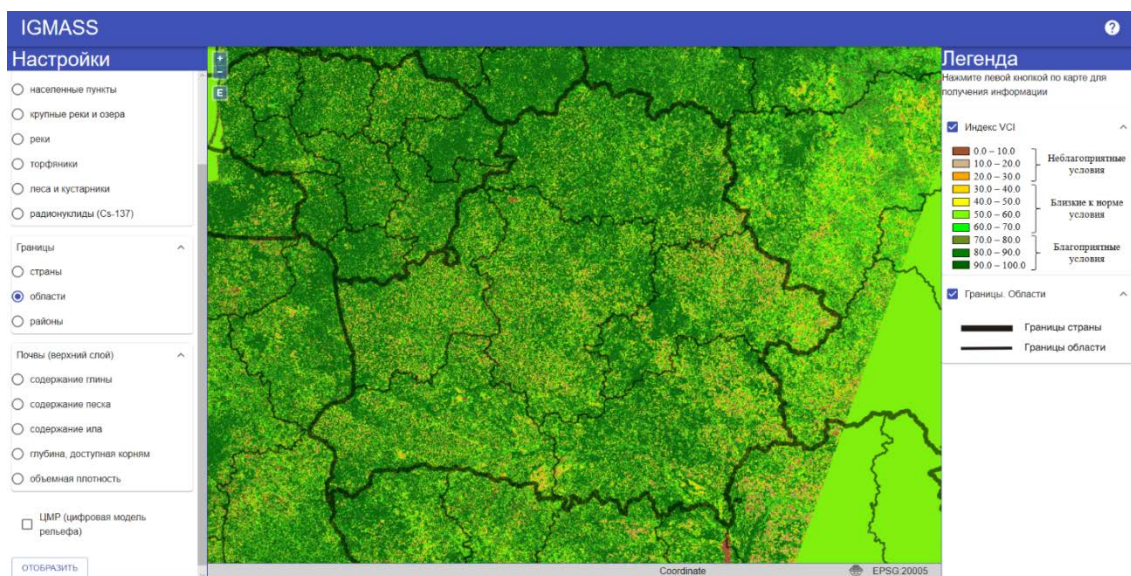 IGMASS
?
Настройки
населенные пункты
крупные реки и озера
реки
торфяники
леса и кустарники
радионуклиды (Cs-137)
Границы
страны
области
районы
Почвы (верхний слой)
содержание глины
содержание песка
содержание ила
глубина, доступная корням
объемная плотность
ЦМР (цифровая модель
рельефа)
ОТОБРАЗИТЬ
+
−
E
Coordinate
EPSG:20005
Легенда
Нажмите левой кнопкой по карте для
получения информации
Индекс VCI
0.0 – 10.0
10.0 – 20.0
20.0 – 30.0
Неблагоприятные
условия
30.0 – 40.0
40.0 – 50.0
50.0 – 60.0
60.0 – 70.0
Близкие к норме
условия
70.0 – 80.0
80.0 – 90.0
90.0 – 100.0
Благоприятные
условия
Границы. Области
Границы страны
Границы области